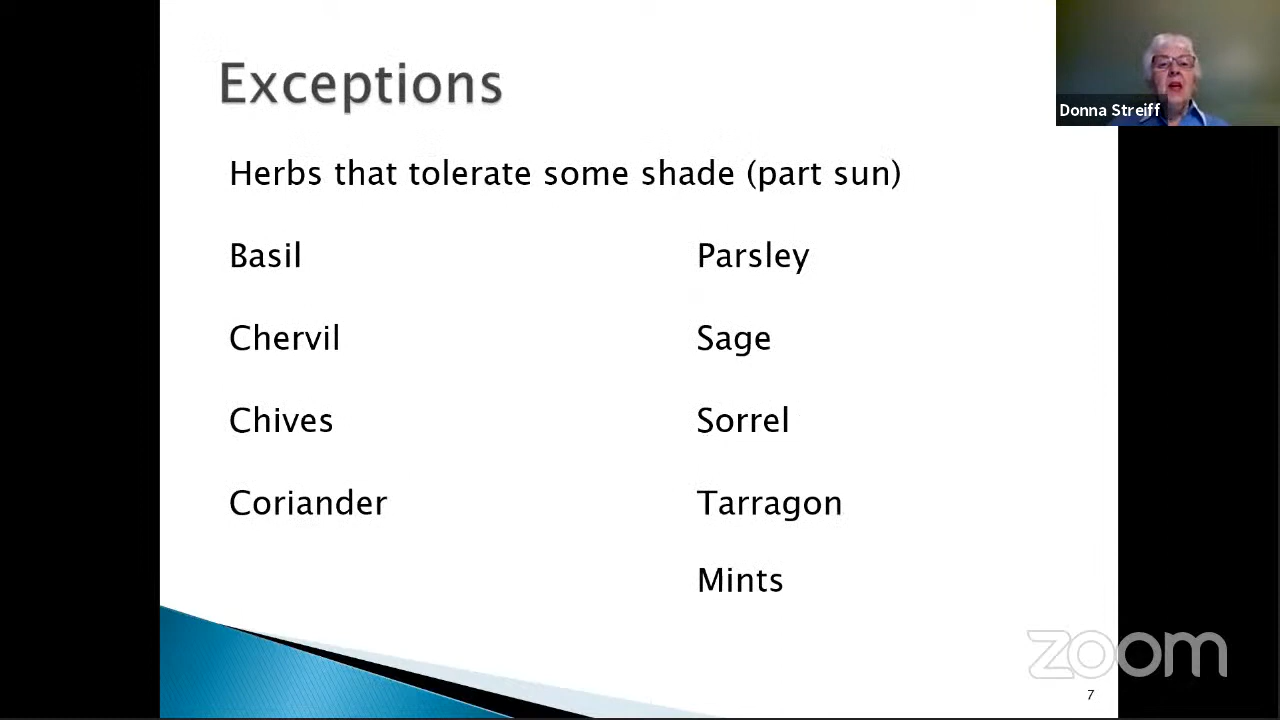 Exceptions
Donna Streiff
Herbs that tolerate some shade (part sun)
Basil
Chervil
Chives
Coriander
Parsley
Sage
Sorrel
Tarragon
Mints
zoom
7